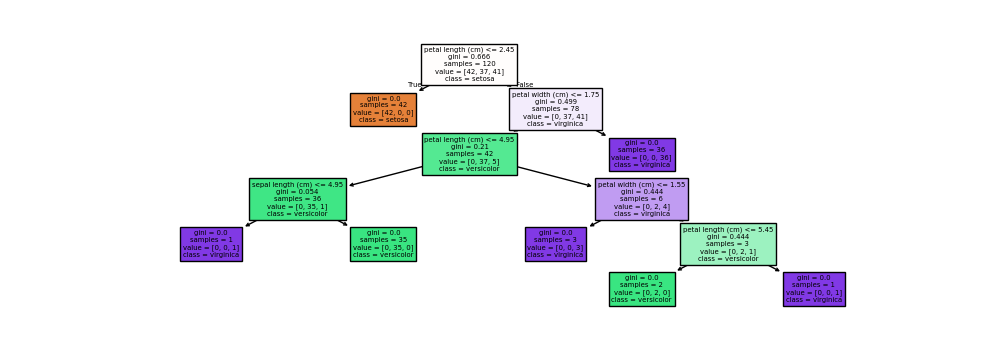 petal length (cm) <= 2.45
gini = 0.666
samples = 120
value = [42, 37, 41]
class = setosa
True
False
gini = 0.0
samples = 42
value = [42, 0, 0]
class = setosa
petal width (cm) <= 1.75
gini = 0.499
samples = 78
value = [0, 37, 41]
class = virginica
petal length (cm) <= 4.95
gini = 0.21
samples = 42
value = [0, 37, 5]
class = versicolor
gini = 0.0
samples = 36
value = [0, 0, 36]
class = virginica
sepal length (cm) <= 4.95
gini = 0.054
samples = 36
value = [0, 35, 1]
class = versicolor
petal width (cm) <= 1.55
gini = 0.444
samples = 6
value = [0, 2, 4]
class = virginica
gini = 0.0
samples = 1
value = [0, 0, 1]
class = virginica
gini = 0.0
samples = 35
value = [0, 35, 0]
class = versicolor
gini = 0.0
samples = 3
value = [0, 0, 3]
class = virginica
petal length (cm) <= 5.45
gini = 0.444
samples = 3
value = [0, 2, 1]
class = versicolor
gini = 0.0
samples = 2
value = [0, 2, 0]
class = versicolor
gini = 0.0
samples = 1
value = [0, 0, 1]
class = virginica